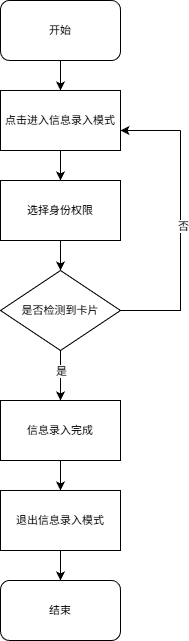 开始
点击进入信息录入模式
选择身份权限
否
是否检测到卡片
是
信息录入完成
退出信息录入模式
结束